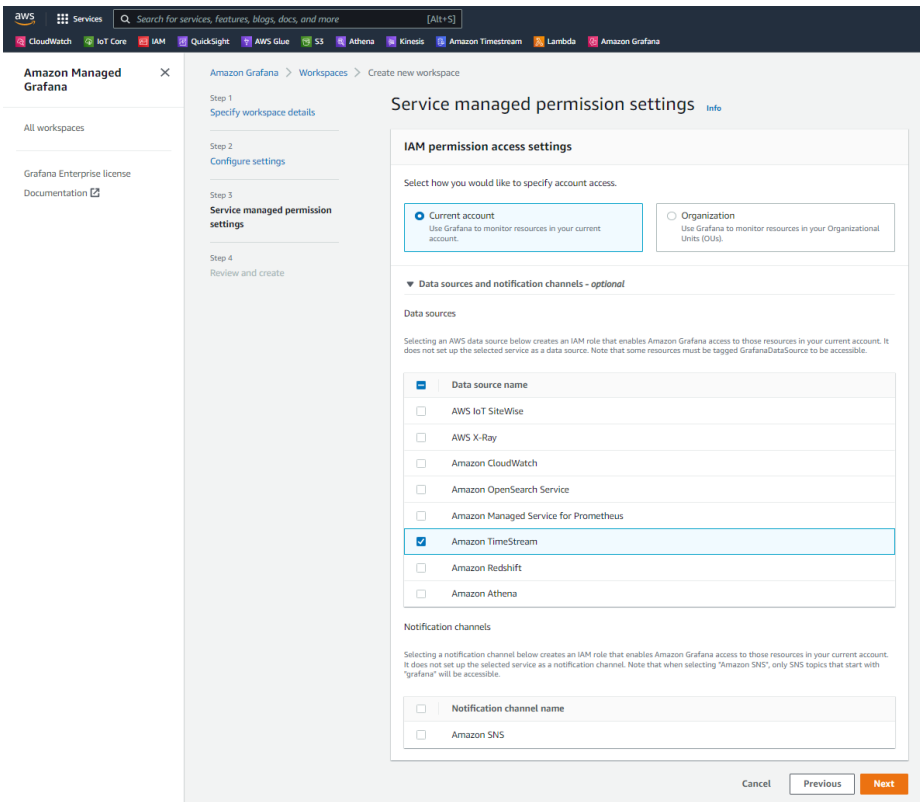 aws
Services
Search for services, features, blogs, docs, and more
[Alt+S]
CloudWatch
IoT Core
IAM
QuickSight
AWS Glue
S3
Athena
Kinesis
Amazon Timestream
Lambda
Amazon Grafana
Amazon Managed
Grafana
All workspaces
Grafana Enterprise license
Documentation
Amazon Grafana > Workspaces > Create new workspace
Step 1
Specify workspace details
Step 2
Configure settings
Step 3
Service managed permission
settings
Step 4
Review and create
Service managed permission settings Info
IAM permission access settings
Select how you would like to specify account access.
Current account
Use Grafana to monitor resources in your current
account.
Organization
Use Grafana to monitor resources in your Organizational
Units (OUs).
Data sources and notification channels - optional
Data sources
Selecting an AWS data source below creates an IAM role that enables Amazon Grafana access to those resources in your current account. It
does not set up the selected service as a data source. Note that some resources must be tagged GrafanaDataSource to be accessible.
Data source name
AWS IoT SiteWise
AWS X-Ray
Amazon CloudWatch
Amazon OpenSearch Service
Amazon Managed Service for Prometheus
Amazon TimeStream
Amazon Redshift
Amazon Athena
Notification channels
Selecting a notification channel below creates an IAM role that enables Amazon Grafana access to those resources in your current account.
It does not set up the selected service as a notification channel. Note that when selecting "Amazon SNS", only SNS topics that start with
"grafana" will be accessible.
Notification channel name
Amazon SNS
Cancel
Previous
Next